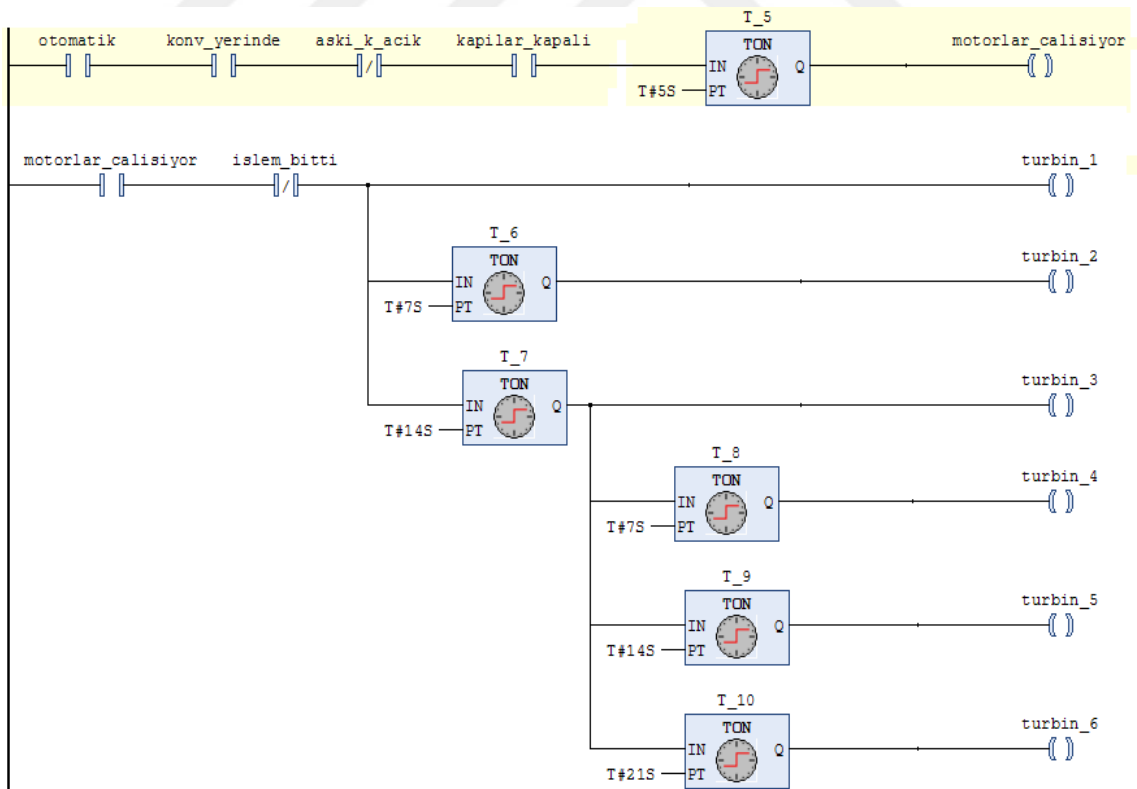 T_5
otomatik konv_yerinde aski_k_acik kapilar_kapali TON motorlar_calisiyor
/ IN Q
T#5S PT
motorlar_calisiyor islem_bitti turbin_1
/
T_6
TON turbin_2
IN Q
T#7S PT
T_7
TON turbin_3
IN Q
T#14S PT
T_8
TON turbin_4
IN Q
T#7S PT
T_9
TON turbin_5
IN Q
T#14S PT
T_10
TON turbin_6
IN Q
T#21S PT